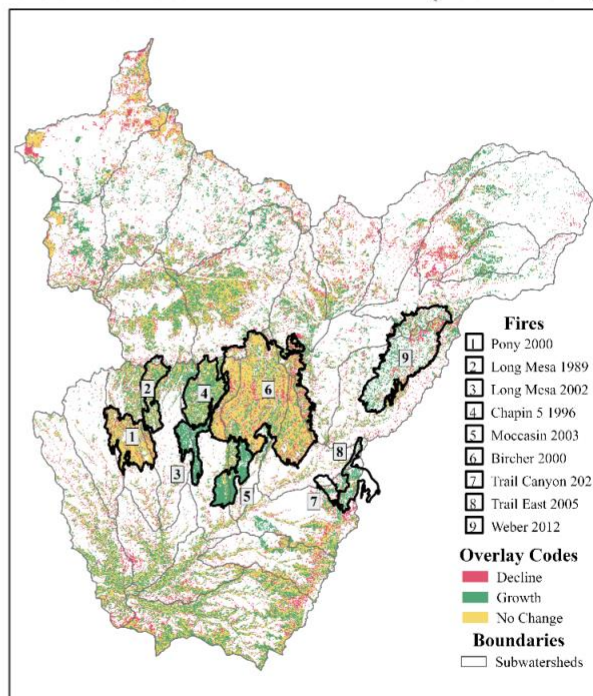 Fires
1 Pony 2000
2 Long Mesa 1989
3 Long Mesa 2002
4 Chapin 5 1996
5 Moccasin 2003
6 Bircher 2000
7 Trail Canyon 202
8 Trail East 2005
9 Weber 2012
Overlay Codes
Decline
Growth
No Change
Boundaries
Subwatersheds
1
2
3
4
5
6
7
8
9